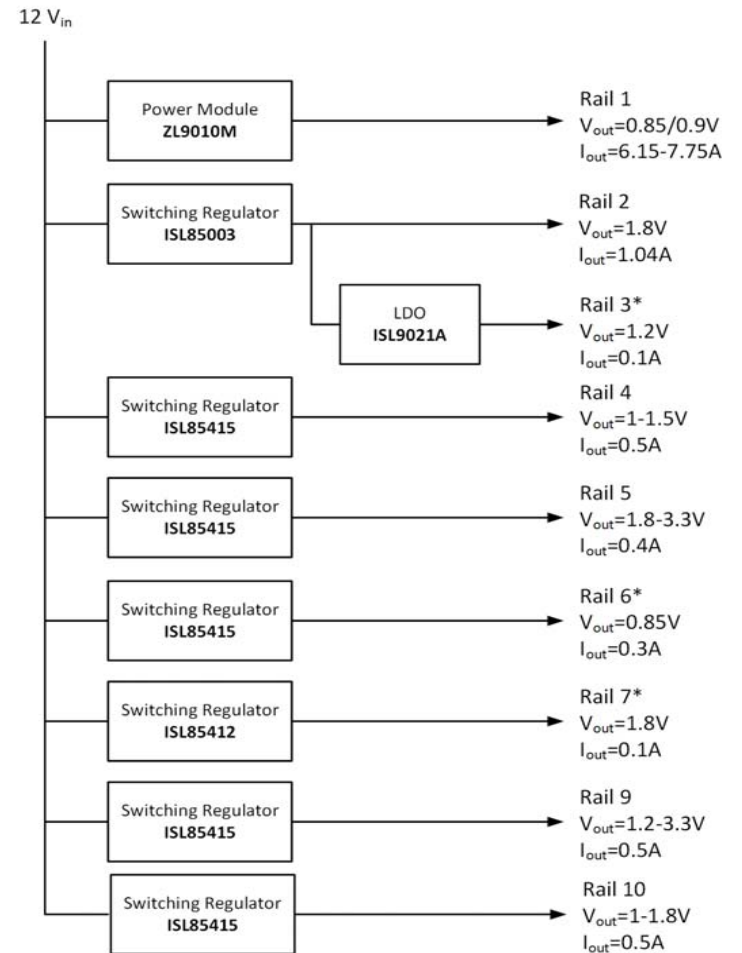 12 Vin
Power Module
ZL9010M
Rail 1
Vout=0.85/0.9V
Iout=6.15-7.75A
Switching Regulator
ISL85003
Rail 2
Vout=1.8V
Iout=1.04A
LDO
ISL9021A
Rail 3*
Vout=1.2V
Iout=0.1A
Switching Regulator
ISL85415
Rail 4
Vout=1-1.5V
Iout=0.5A
Switching Regulator
ISL85415
Rail 5
Vout=1.8-3.3V
Iout=0.4A
Switching Regulator
ISL85415
Rail 6*
Vout=0.85V
Iout=0.3A
Switching Regulator
ISL85412
Rail 7*
Vout=1.8V
Iout=0.1A
Switching Regulator
ISL85415
Rail 9
Vout=1.2-3.3V
Iout=0.5A
Switching Regulator
ISL85415
Rail 10
Vout=1-1.8V
Iout=0.5A